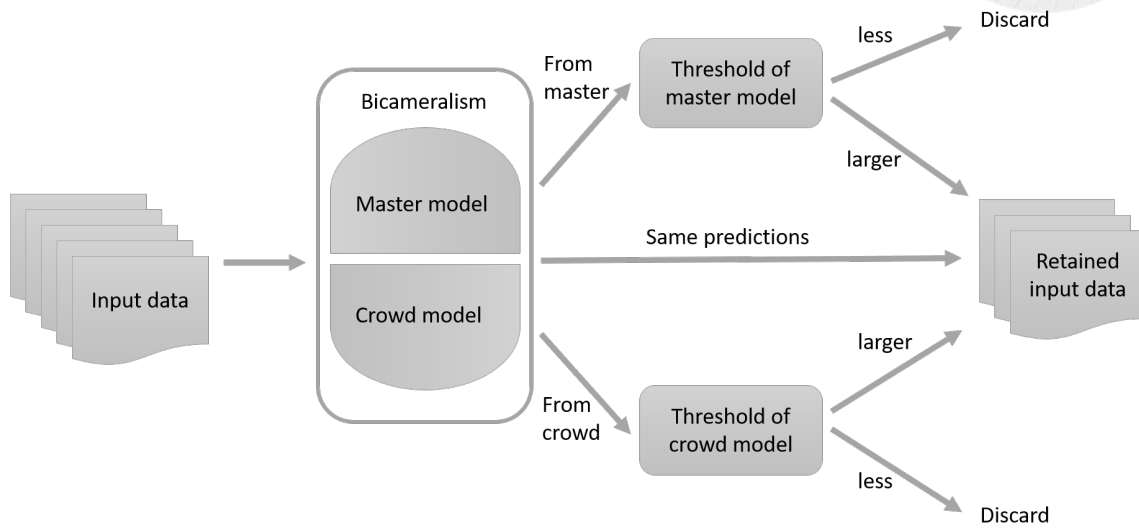 Discard
less
From
master
Threshold of
master model
Bicameralism
larger
Master model
Same predictions
Input data
Crowd model
Retained
input data
larger
From
crowd
Threshold of
crowd model
less
Discard